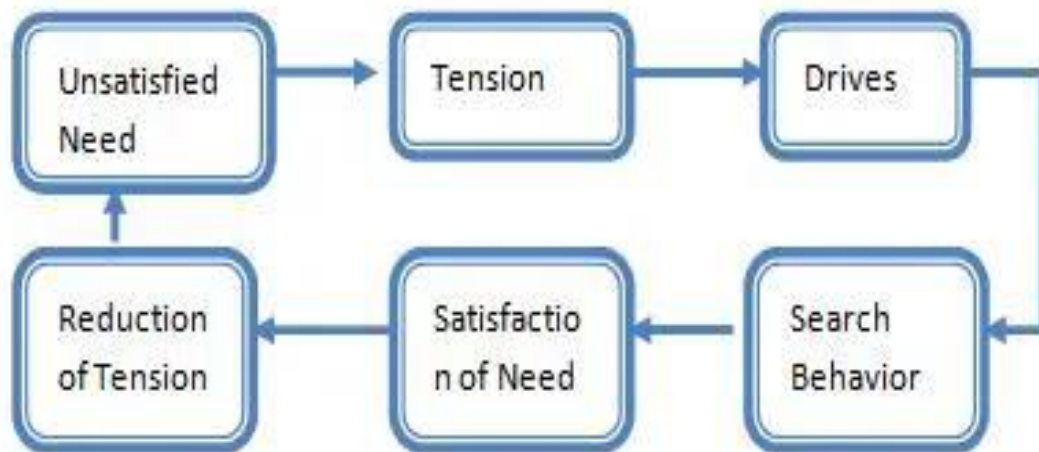 Unsatisfied
Need
Tension
Drives
Reduction
of Tension
Satisfactio
n of Need
Search
Behavior